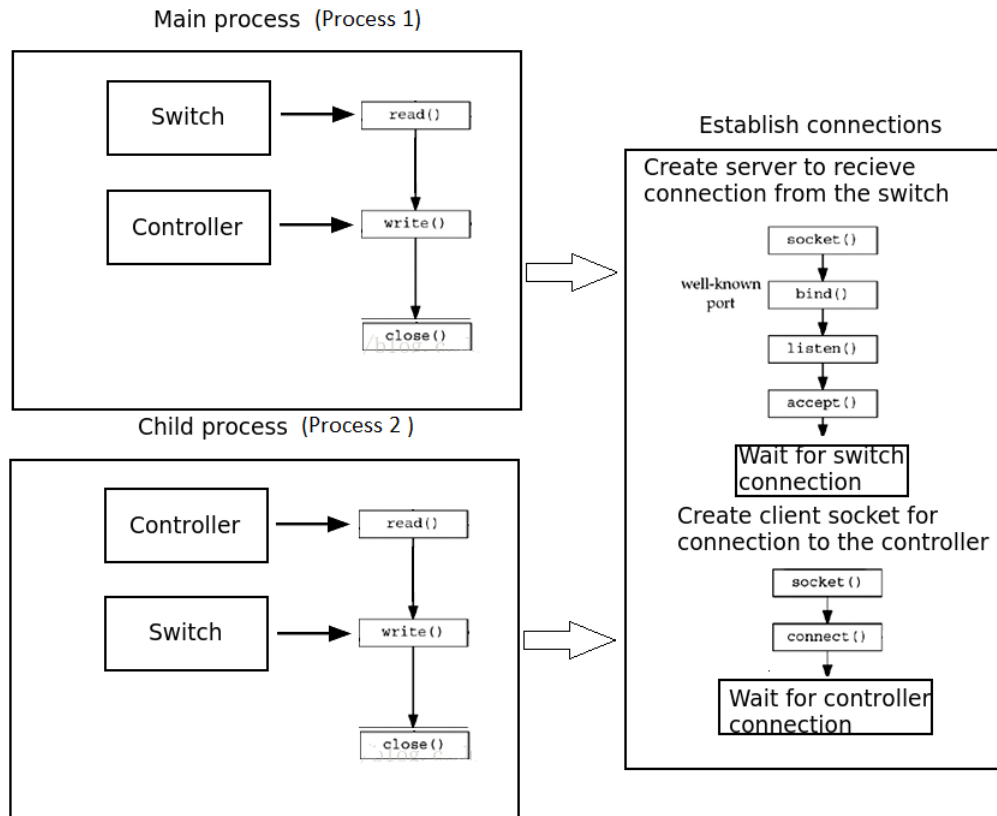 Main process (Process 1)
Switch
read()
Controller
write()
close()
Child process (Process 2 )
Controller
read()
Switch
write()
close()
Establish connections
Create server to recieve
connection from the switch
socket()
well-known
port
bind()
listen()
accept()
Wait for switch
connection
Create client socket for
connection to the controller
socket()
connect()
Wait for controller
connection